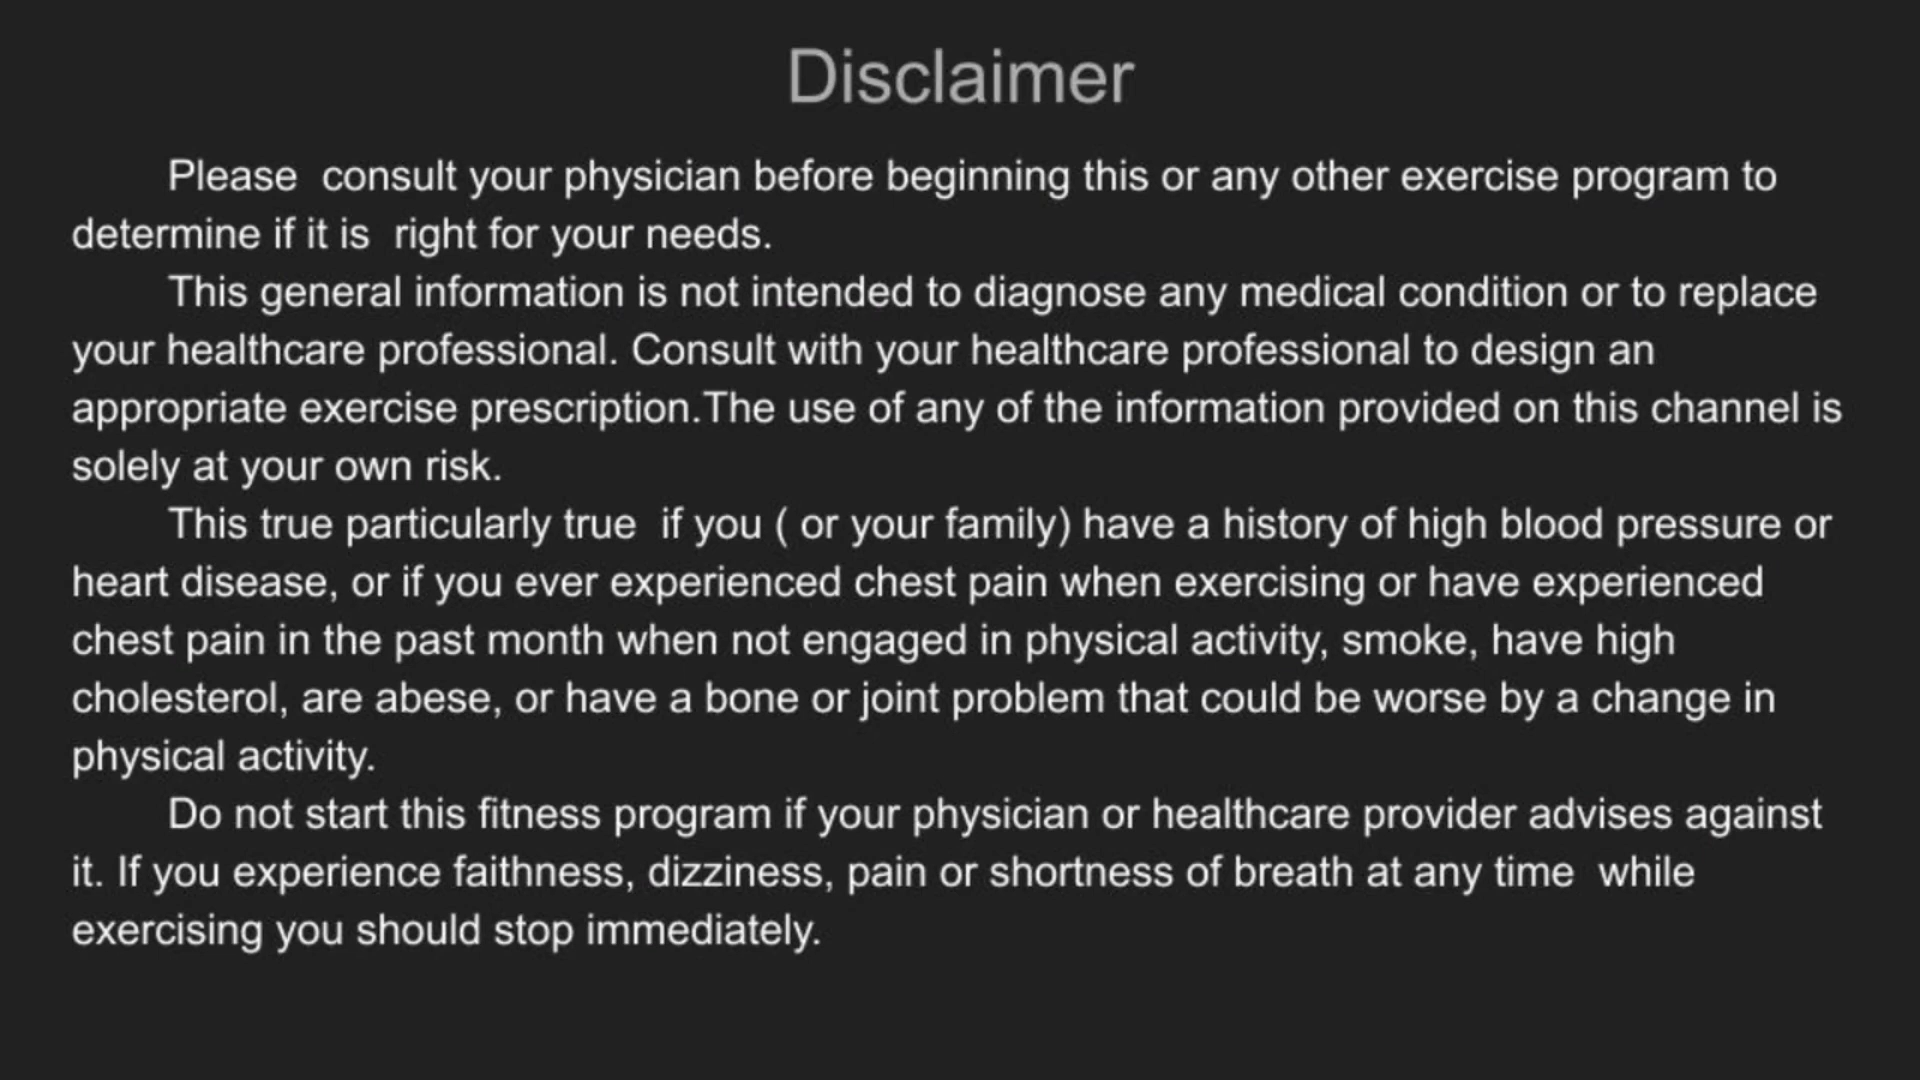 Disclaimer
Please  consult your physician before beginning this or any other exercise program to
determine if it is  right for your needs.
This general information is not intended to diagnose any medical condition or to replace
your healthcare professional. Consult with your healthcare professional to design an
appropriate exercise prescription.The use of any of the information provided on this channel is
solely at your own risk.
This true particularly true  if you ( or your family) have a history of high blood pressure or
heart disease, or if you ever experienced chest pain when exercising or have experienced
chest pain in the past month when not engaged in physical activity, smoke, have high
cholesterol, are abese, or have a bone or joint problem that could be worse by a change in
physical activity.
Do not start this fitness program if your physician or healthcare provider advises against
it. If you experience faithness, dizziness, pain or shortness of breath at any time  while
exercising you should stop immediately.